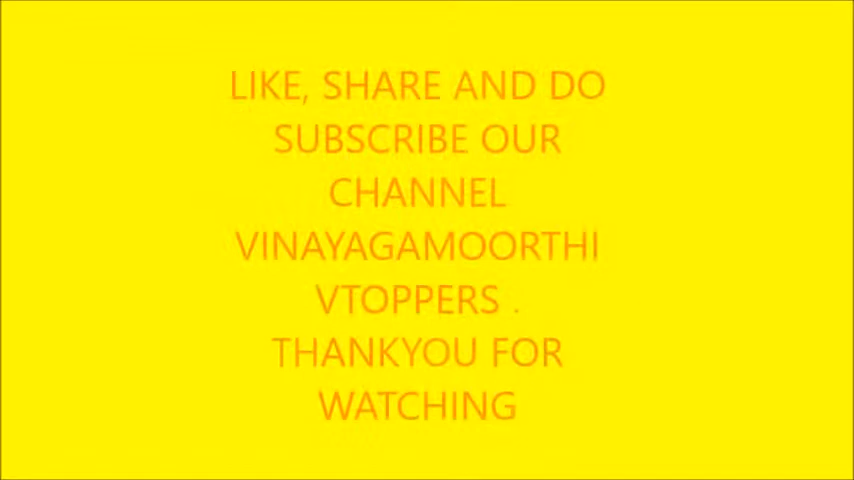 LIKE, SHARE AND DO
SUBSCRIBE OUR
CHANNEL
VINAYAGAMOORTHI
VTOPPERS .
THANKYOU FOR
WATCHING